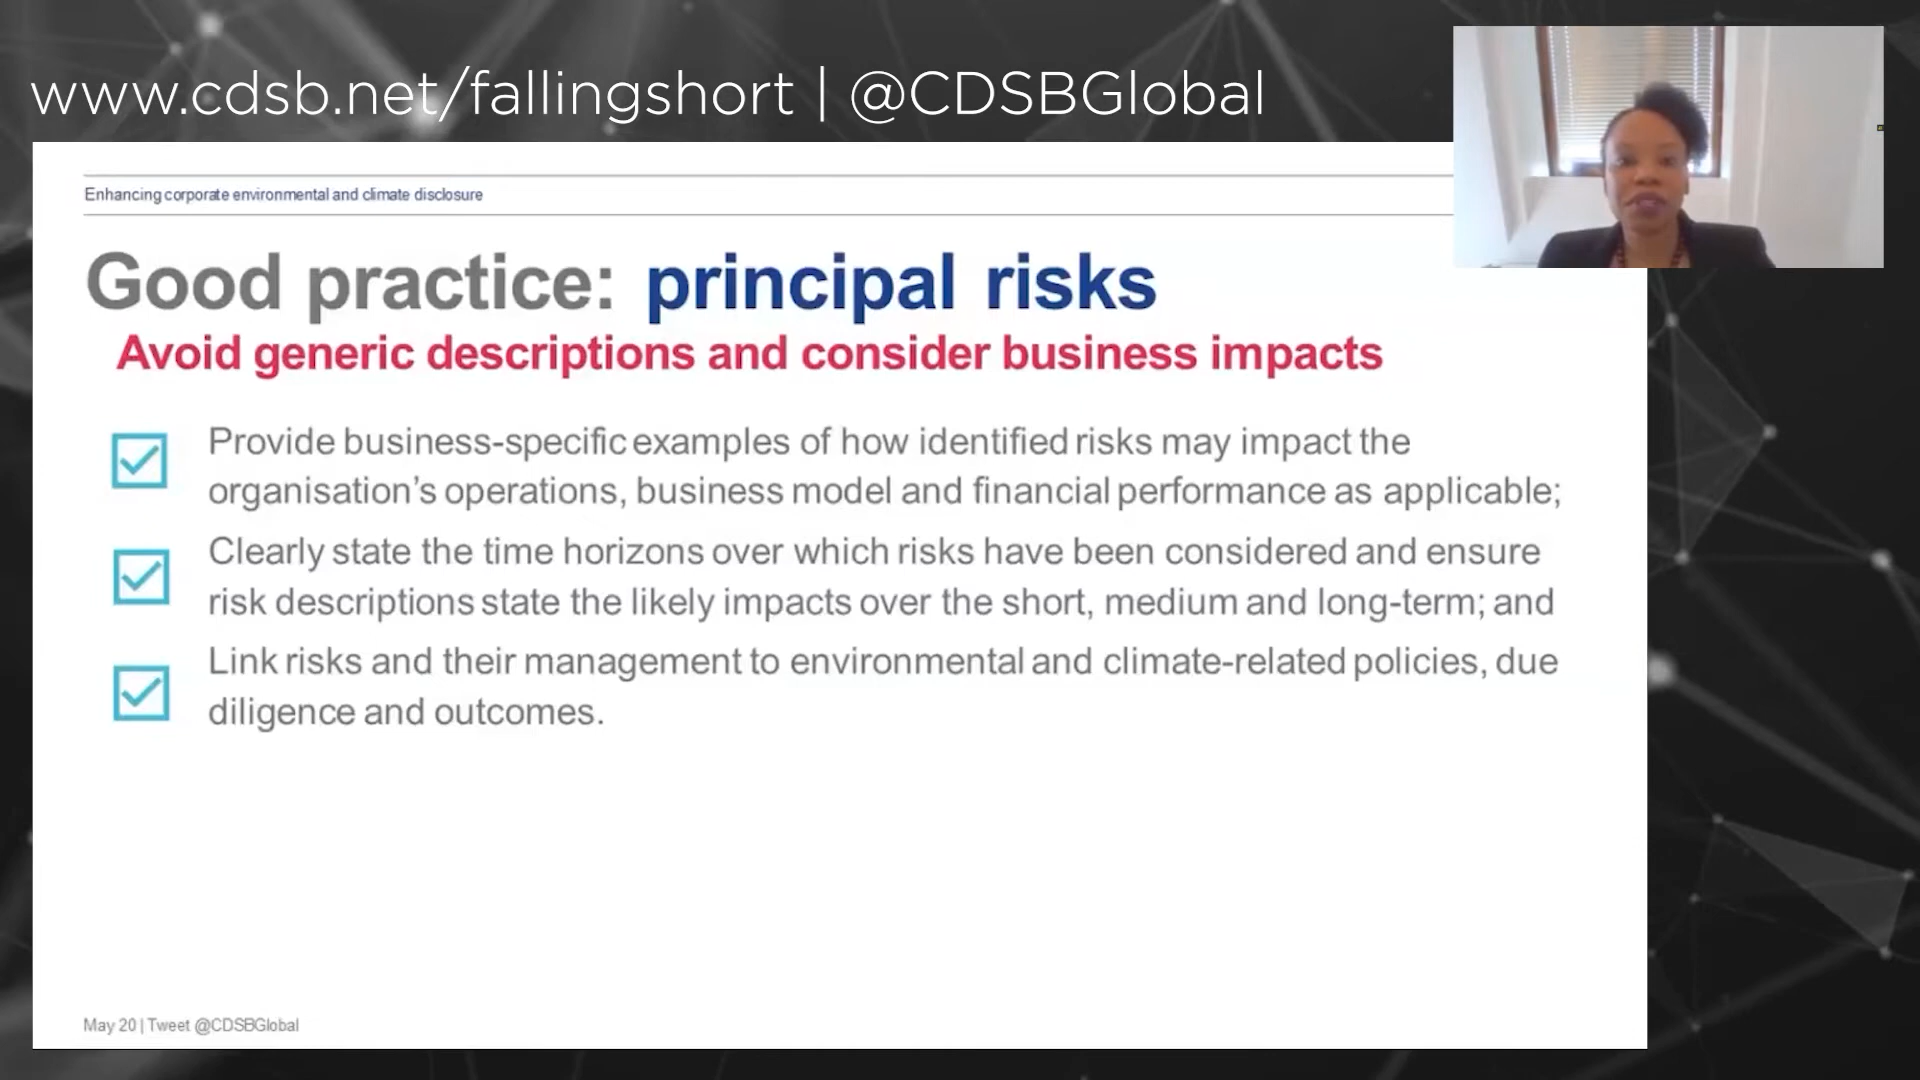 www.cdsb.net/fallingshort | @CDSBGlobal
Enhancing corporate environmental and climate disclosure
Good practice: principal risks
Avoid generic descriptions and consider business impacts
Provide business-specific examples of how identified risks may impact the
organisation’s operations, business model and financial performance as applicable;
Clearly state the time horizons over which risks have been considered and ensure
risk descriptions state the likely impacts over the short, medium and long-term; and
Link risks and their management to environmental and climate-related policies, due
diligence and outcomes.
May 20 | Tweet @CDSBGlobal